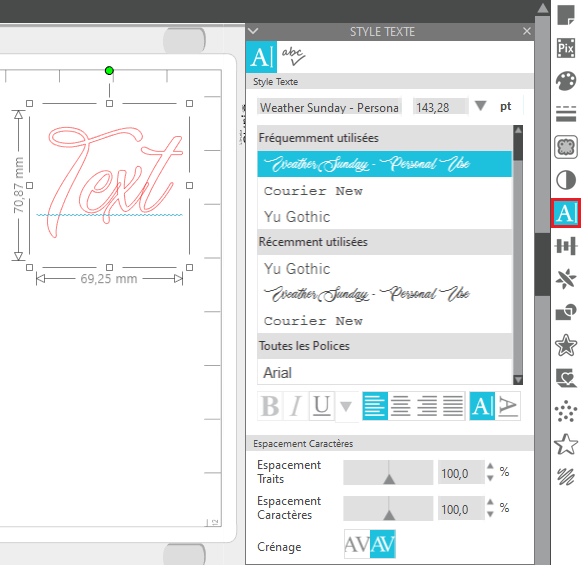 STYLE TEXTE
Pix
A
abc
Style Texte
Weather Sunday - Persona
143,28
pt
Fréquemment utilisées
Weather Sunday - Personal Use
Courier New
Yu Gothic
Récemment utilisées
Yu Gothic
Weather Sunday - Personal Use
Courier New
Toutes les Polices
Arial
B I U A A
Espacement Caractères
Espacement
Traits
100,0
%
Espacement
Caractères
100,0
%
Crénage
AV AV
A
Text
70,87 mm
69,25 mm
12